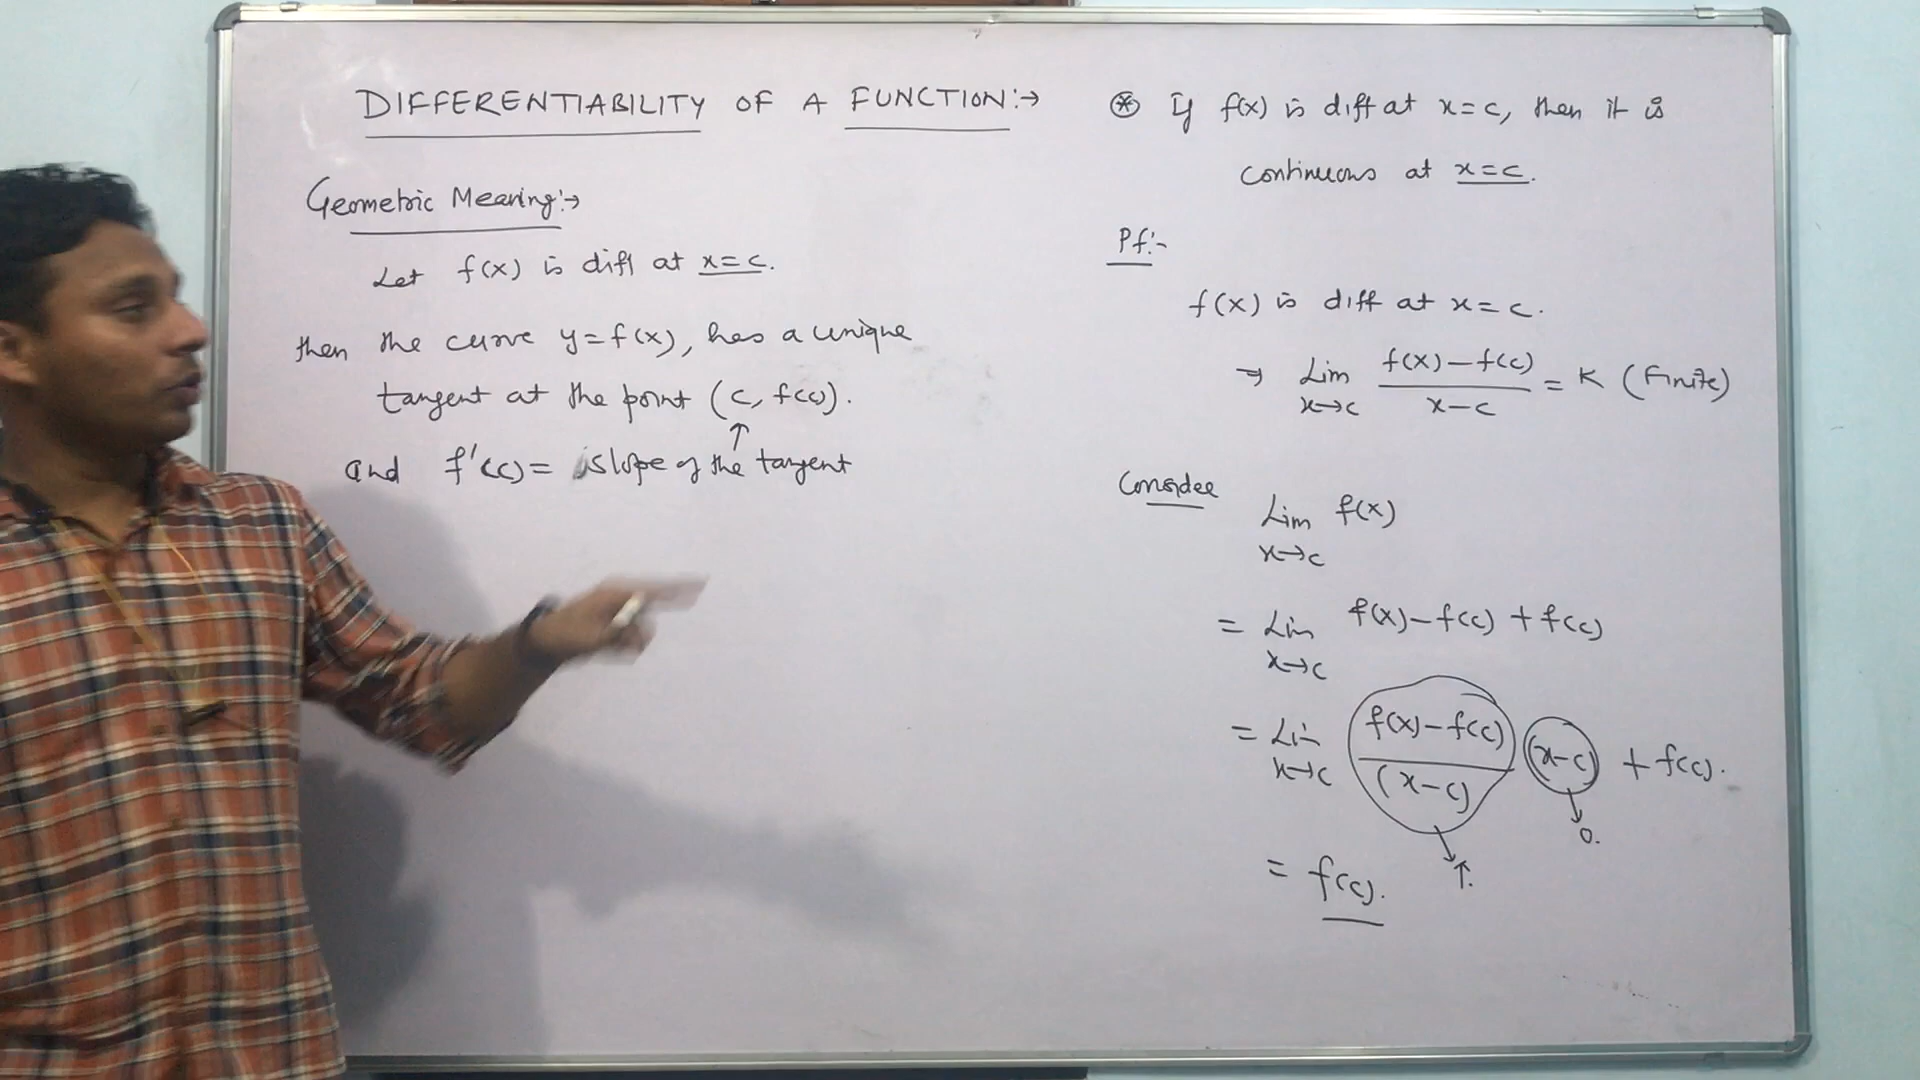 DIFFERENTIABILITY OF A FUNCTION:→
Geometric Meaning:→
Let f(x) is diff at x=c.
then the curve y=f(x), has a unique
tangent at the point (c, f(c)).
↑
and f'(c) = slope of the tangent
⊛ If f(x) is diff at x=c, then it is
continuous at x=c.
Pf:-
f(x) is diff at x=c.
⇒ Lim f(x)-f(c) / x-c = K (Finite)
x→c
Consider
Lim f(x)
x→c
= Lim f(x)-f(c)+f(c)
x→c
= Lim f(x)-f(c) / (x-c) (x-c) + f(c).
x→c
0.
= f(c).